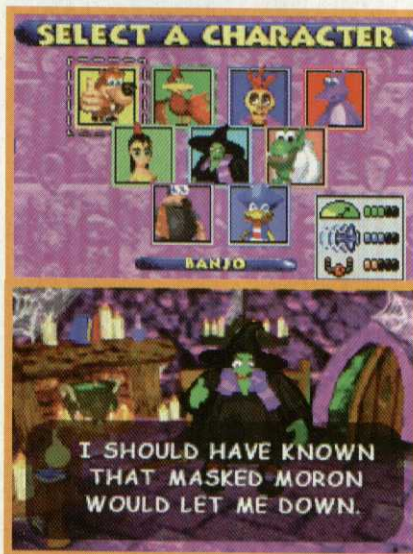 SELECT A CHARACTER
BANJO
I SHOULD HAVE KNOWN
THAT MASKED MORON
WOULD LET ME DOWN.